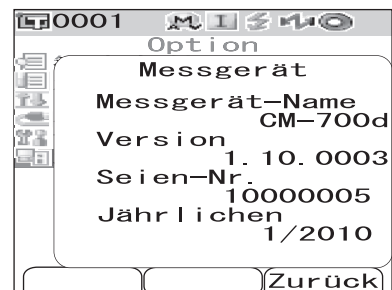 0001 M I
Option
Messgerät
Messgerät-Name
CM-700d
Version
1.10.0003
Seien-Nr.
10000005
Jährlichen
1/2010
Zurück